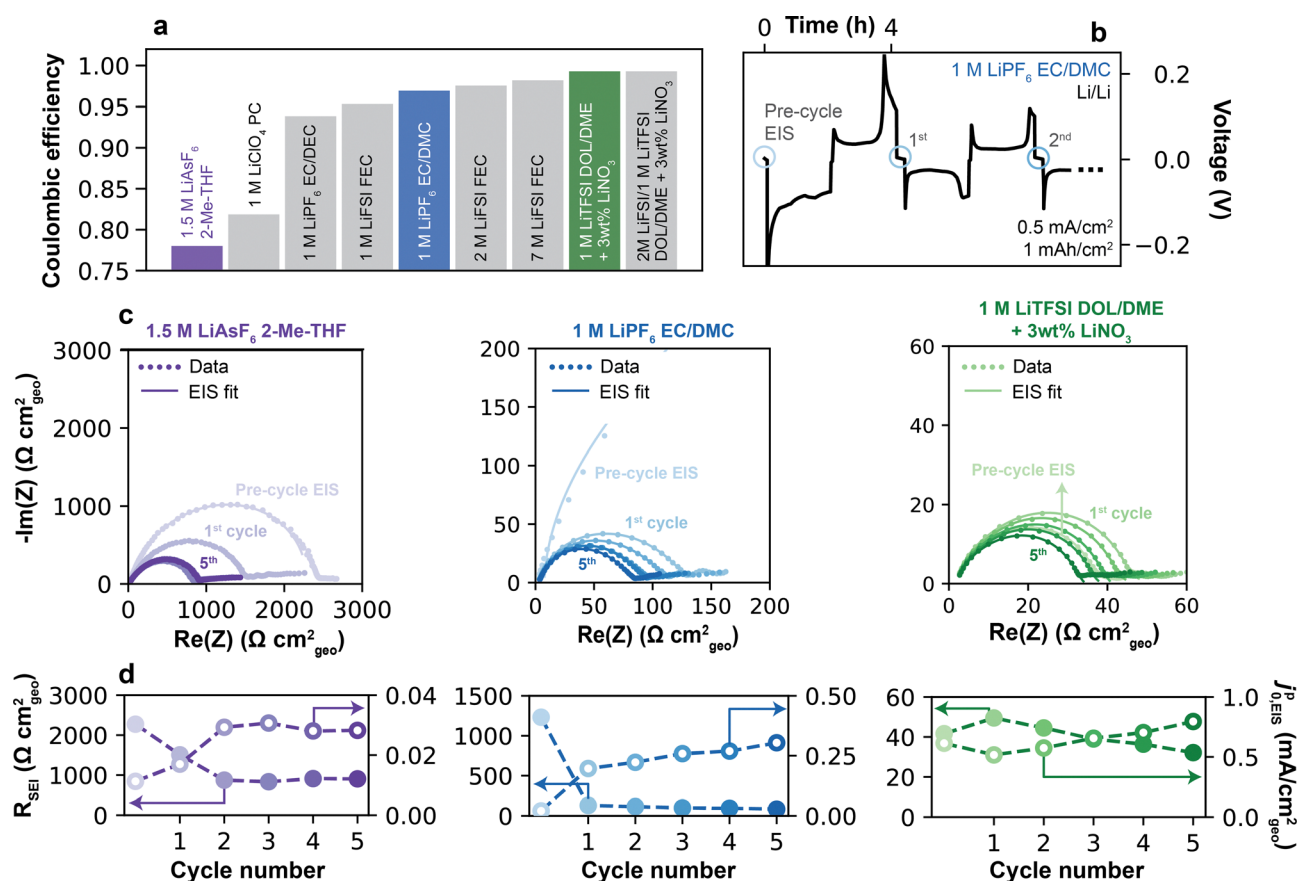 a
Coulombic efficiency
1.00
0.95
0.90
0.85
0.80
0.75
1.5 M LiAsF6
2-Me-THF
1 M LiClO4 PC
1 M LiPF6 EC/DEC
1 M LiFSI FEC
1 M LiPF6 EC/DMC
2 M LiFSI FEC
7 M LiFSI FEC
1 M LiTFSI DOL/DME
+ 3wt% LiNO3
2M LiFSI/1 M LiTFSI
DOL/DME + 3wt% LiNO3
0 Time (h) 4
b
1 M LiPF6 EC/DMC
Li/Li
Pre-cycle
EIS
1st
2nd
0.5 mA/cm2
1 mAh/cm2
0.2
0.0
−0.2
Voltage (V)
c
1.5 M LiAsF6 2-Me-THF
3000
2000
1000
0
-Im(Z) (Ω cm2geo)
Data
EIS fit
Pre-cycle EIS
1st cycle
5th
0 1000 2000 3000
Re(Z) (Ω cm2geo)
1 M LiPF6 EC/DMC
200
150
100
50
0
Data
EIS fit
Pre-cycle EIS
1st cycle
5th
0 50 100 150 200
Re(Z) (Ω cm2geo)
1 M LiTFSI DOL/DME
+ 3wt% LiNO3
60
40
20
0
Data
EIS fit
Pre-cycle EIS
1st cycle
5th
0 20 40 60
Re(Z) (Ω cm2geo)
d
RSEI (Ω cm2geo)
3000
2000
1000
0
0.04
0.02
0.00
1 2 3 4 5
Cycle number
1500
1000
500
0
0.50
0.25
0.00
1 2 3 4 5
Cycle number
60
40
20
0
1.0
0.5
0.0
jp0,EIS (mA/cm2geo)
1 2 3 4 5
Cycle number